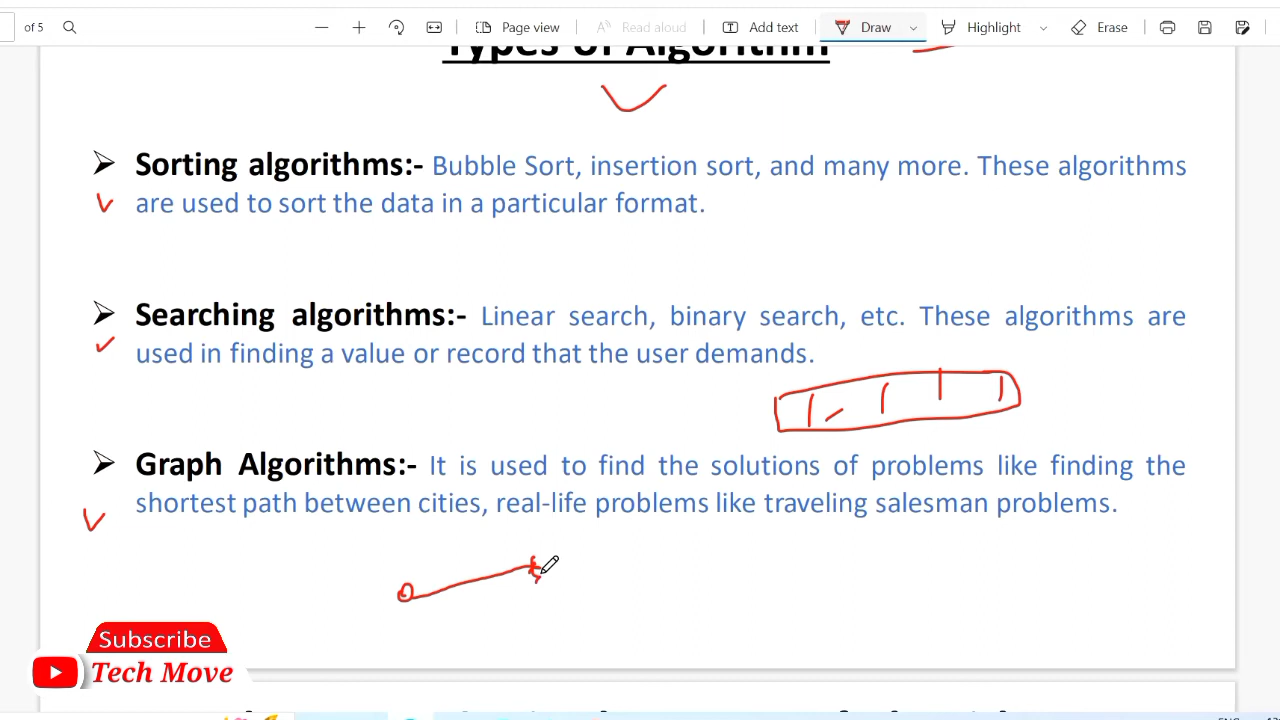 of 5
Page view
Read aloud
Add text
Draw
Highlight
Erase
Types of Algorithm
➤ Sorting algorithms:- Bubble Sort, insertion sort, and many more. These algorithms
are used to sort the data in a particular format.
➤ Searching algorithms:- Linear search, binary search, etc. These algorithms are
used in finding a value or record that the user demands.
➤ Graph Algorithms:- It is used to find the solutions of problems like finding the
shortest path between cities, real-life problems like traveling salesman problems.
Subscribe
Tech Move